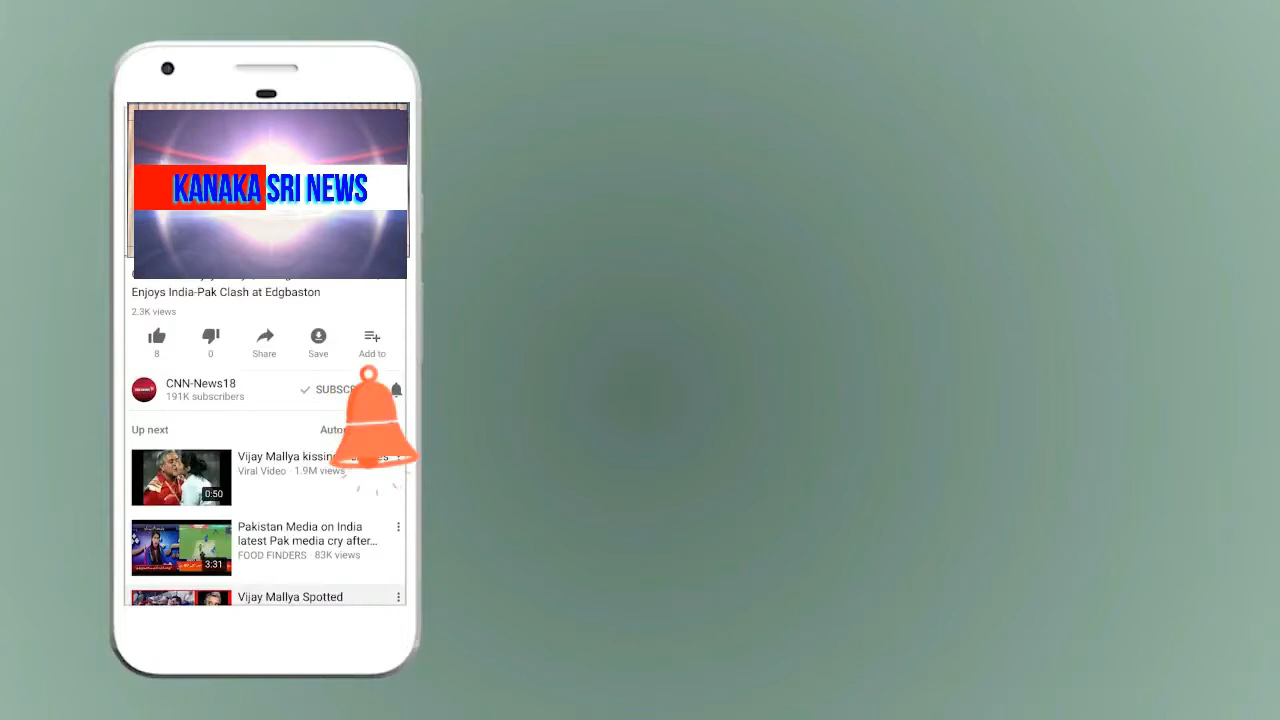 KANAKA SRI NEWS
Enjoys India-Pak Clash at Edgbaston
2.3K views
8
0
Share
Save
Add to
CNN-News18
191K subscribers
Up next
Vijay Mallya
Viral Video · 1.9M views
0:50
Pakistan Media on India
latest Pak media cry after...
FOOD FINDERS · 83K views
3:31
Vijay Mallya Spotted